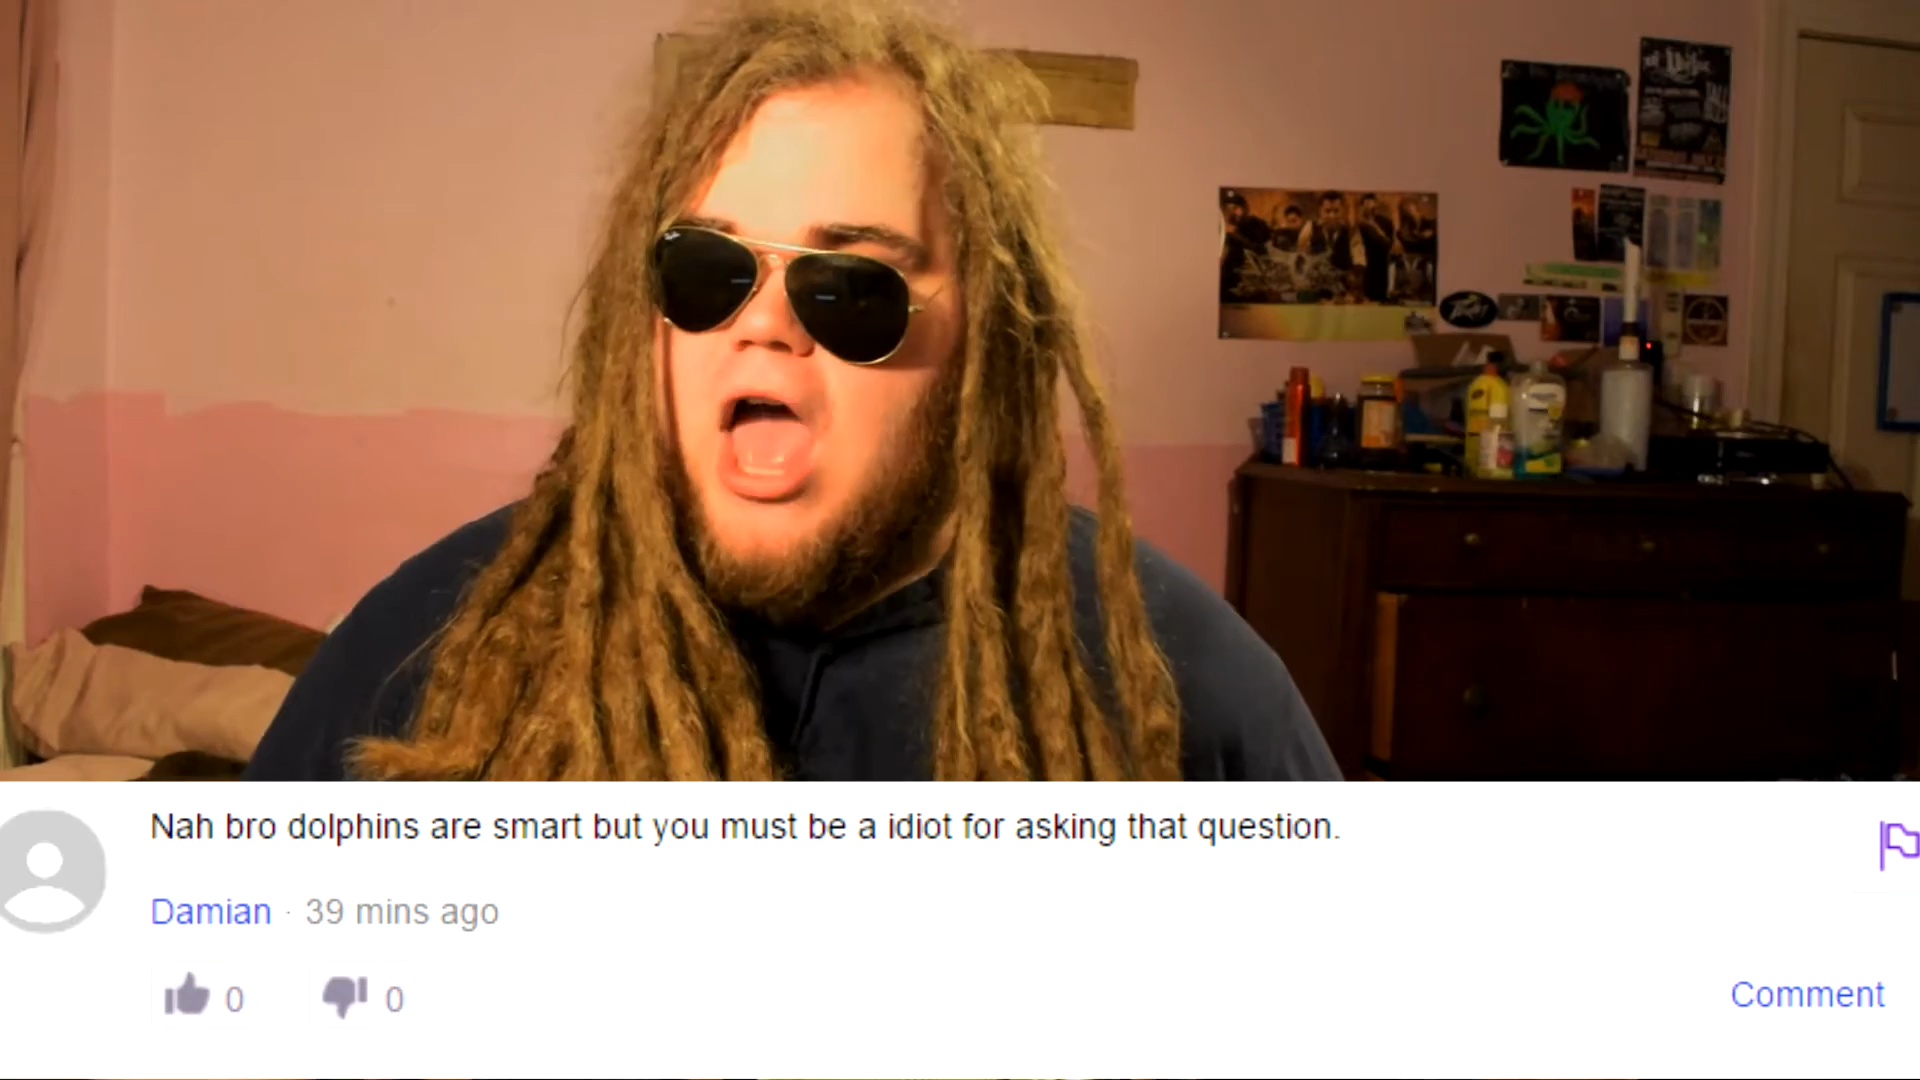 Nah bro dolphins are smart but you must be a idiot for asking that question.
Damian · 39 mins ago
0 0
Comment